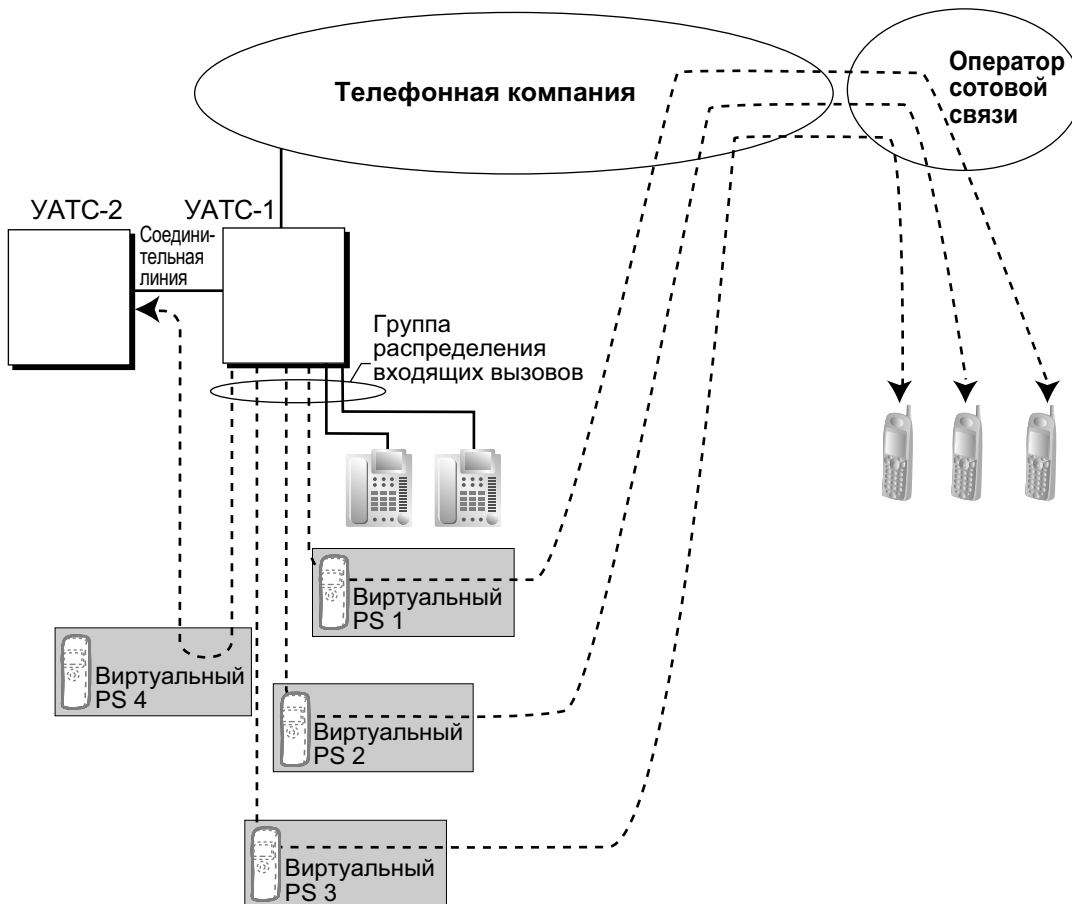 Телефонная компания
Оператор
сотовой
связи
УАТС-2
УАТС-1
Соедини-
тельная
линия
Группа
распределения
входящих вызовов
Виртуальный
PS 1
Виртуальный
PS 4
Виртуальный
PS 2
Виртуальный
PS 3